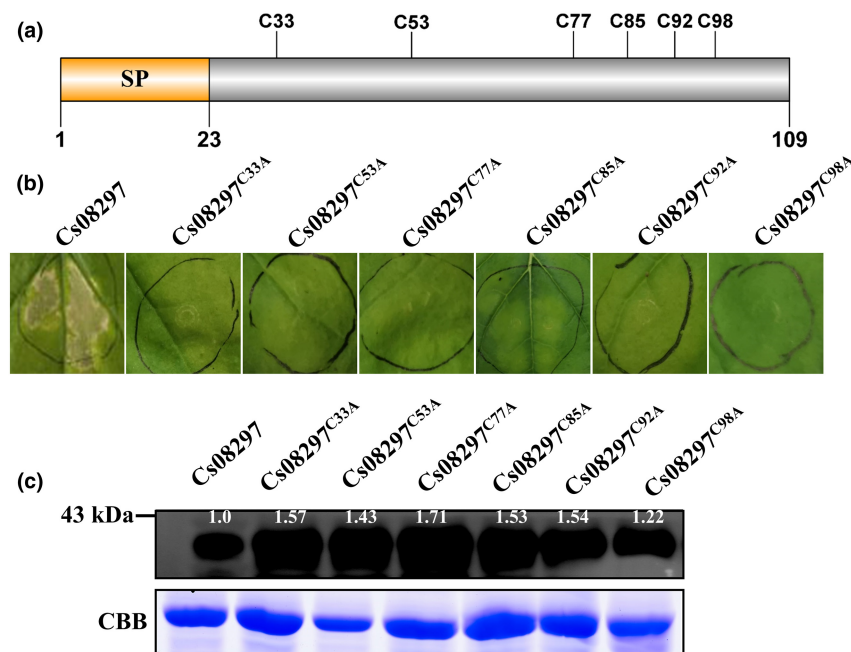 (a)
C33 C53 C77 C85 C92 C98
SP
1 23 109
(b)
Cs08297 Cs08297C33A Cs08297C53A Cs08297C77A Cs08297C85A Cs08297C92A Cs08297C98A
(c)
Cs08297 Cs08297C33A Cs08297C53A Cs08297C77A Cs08297C85A Cs08297C92A Cs08297C98A
43 kDa
1.0 1.57 1.43 1.71 1.53 1.54 1.22
CBB